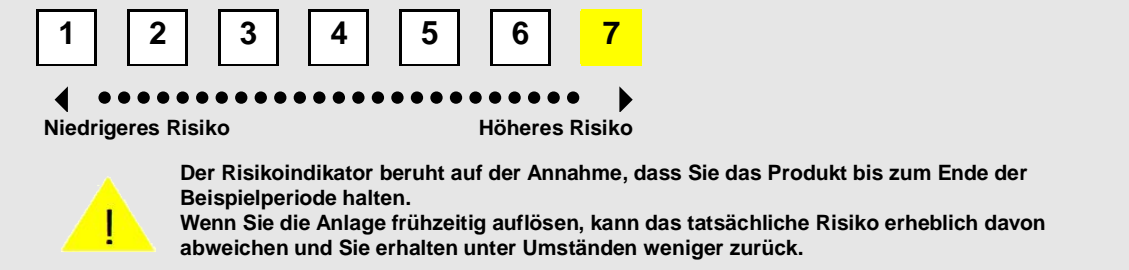 1 2 3 4 5 6 7
Niedrigeres Risiko Höheres Risiko
Der Risikoindikator beruht auf der Annahme, dass Sie das Produkt bis zum Ende der
Beispielperiode halten.
Wenn Sie die Anlage frühzeitig auflösen, kann das tatsächliche Risiko erheblich davon
abweichen und Sie erhalten unter Umständen weniger zurück.
!